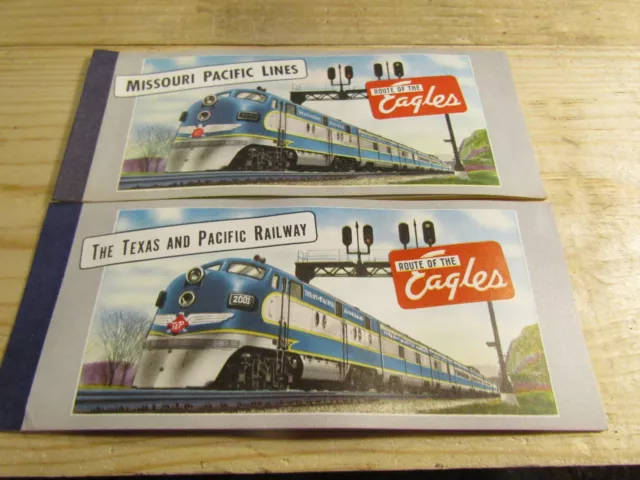 MISSOURI PACIFIC LINES
ROUTE OF THE
Eagles
THE TEXAS AND PACIFIC RAILWAY
ROUTE OF THE
Eagles
2001
T&P